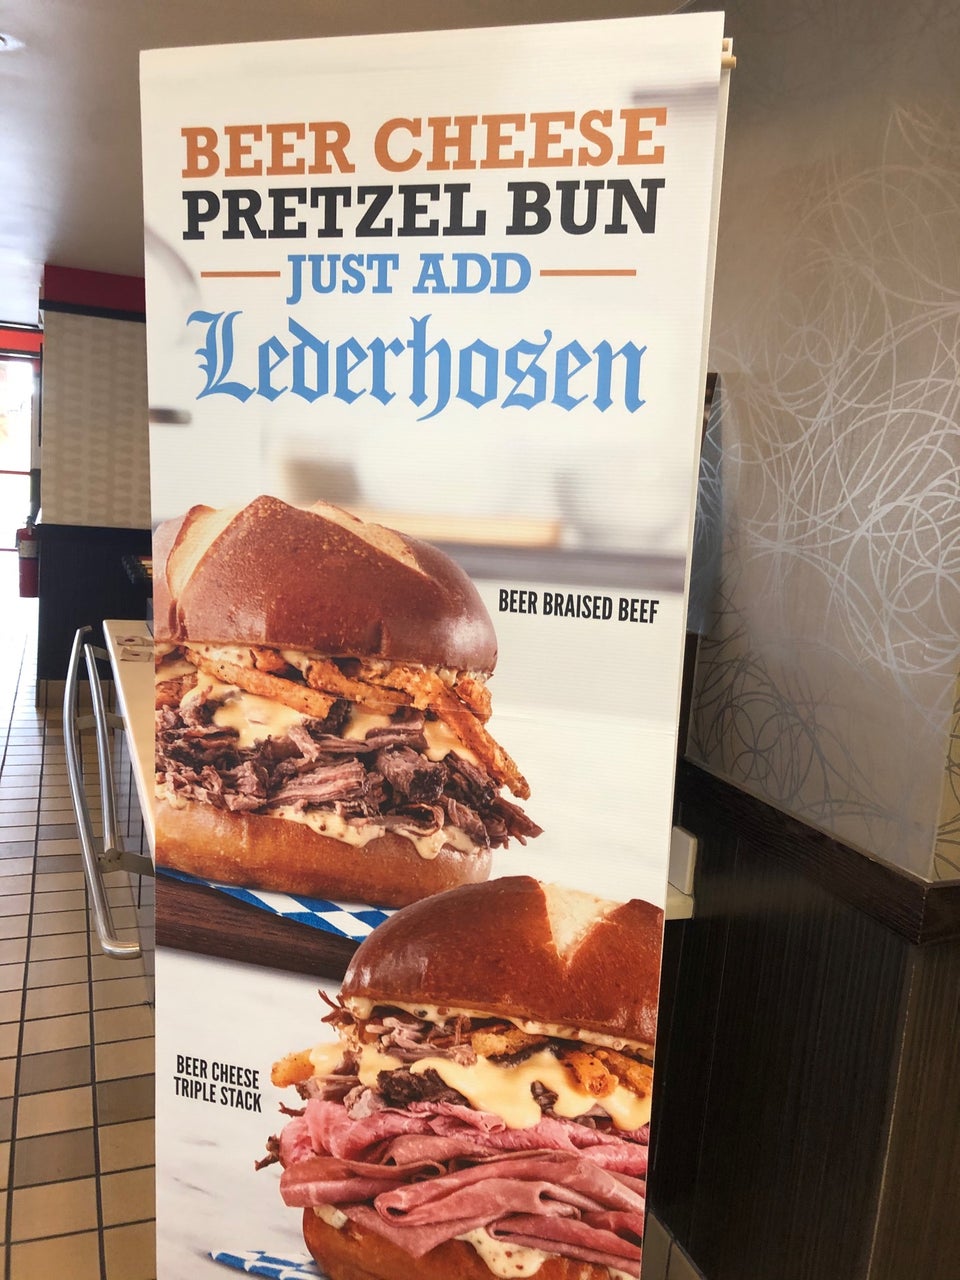 BEER CHEESE
PRETZEL BUN
JUST ADD
Lederhosen
BEER BRAISED BEEF
BEER CHEESE
TRIPLE STACK